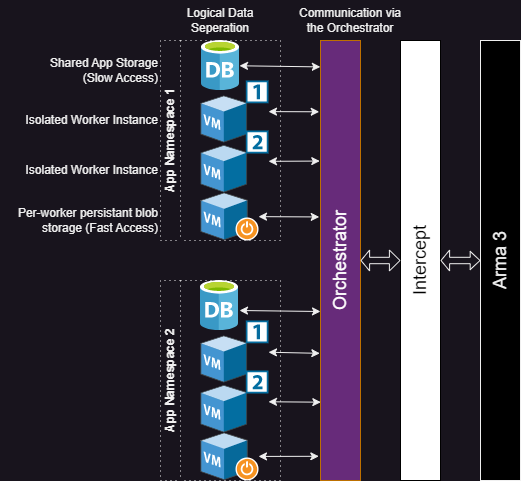 Logical Data
Seperation
Communication via
the Orchestrator
Shared App Storage
(Slow Access)
Isolated Worker Instance
Isolated Worker Instance
Per-worker persistant blob
storage (Fast Access)
App Namespace 1
DB
1
VM
2
VM
VM
App Namespace 2
DB
1
VM
2
VM
VM
Orchestrator
Intercept
Arma 3